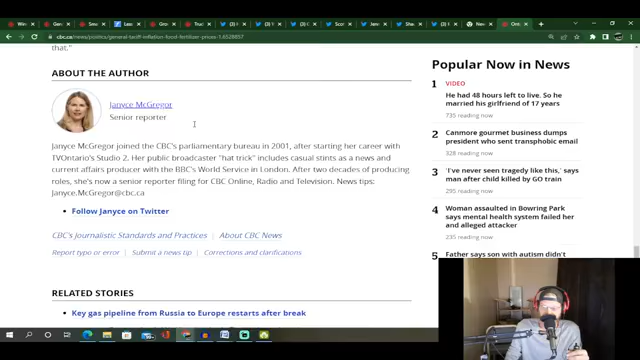 cbc.ca/news/politics/general-tariff-inflation-food-fertilizer-prices-1.6528857
that."
ABOUT THE AUTHOR
Janyce McGregor
Senior reporter
Janyce McGregor joined the CBC's parliamentary bureau in 2001, after starting her career with
TVOntario's Studio 2. Her public broadcaster "hat trick" includes casual stints as a news and
current affairs producer with the BBC's World Service in London. After two decades of producing
roles, she's now a senior reporter filing for CBC Online, Radio and Television. News tips:
Janyce.McGregor@cbc.ca
Follow Janyce on Twitter
CBC's Journalistic Standards and Practices | About CBC News
Report typo or error | Submit a news tip | Corrections and clarifications
RELATED STORIES
Key gas pipeline from Russia to Europe restarts after break
Popular Now in News
1 VIDEO
He had 48 hours left to live. So he
married his girlfriend of 17 years
735 reading now
2 Canmore gourmet business dumps
president who sent transphobic email
328 reading now
3 'I've never seen tragedy like this,' says
man after child killed by GO train
295 reading now
4 Woman assaulted in Bowring Park
says mental health system failed her
and alleged attacker
235 reading now
5 Father says son with autism didn't